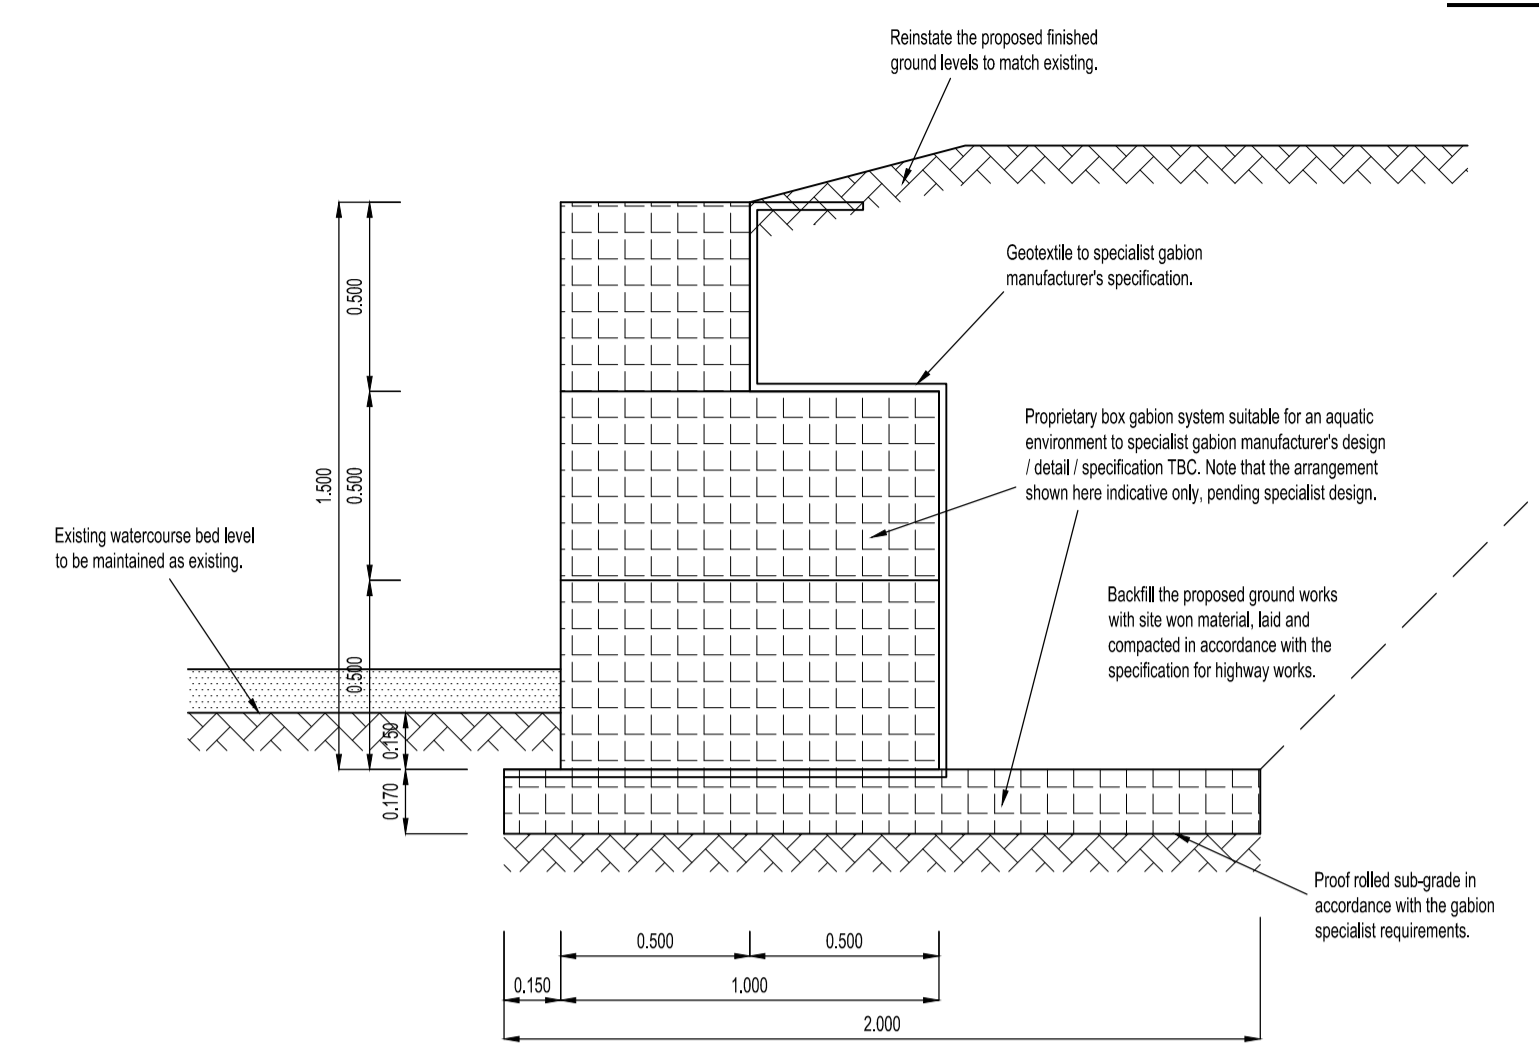 Reinstate the proposed finished
ground levels to match existing.
Geotextile to specialist gabion
manufacturer's specification.
Proprietary box gabion system suitable for an aquatic
environment to specialist gabion manufacturer's design
/ detail / specification TBC. Note that the arrangement
shown here indicative only, pending specialist design.
Existing watercourse bed level
to be maintained as existing.
Backfill the proposed ground works
with site won material, laid and
compacted in accordance with the
specification for highway works.
Proof rolled sub-grade in
accordance with the gabion
specialist requirements.
1.500
0.500
0.500
0.500
0.150
0.170
0.500
0.500
0.150
1.000
2.000